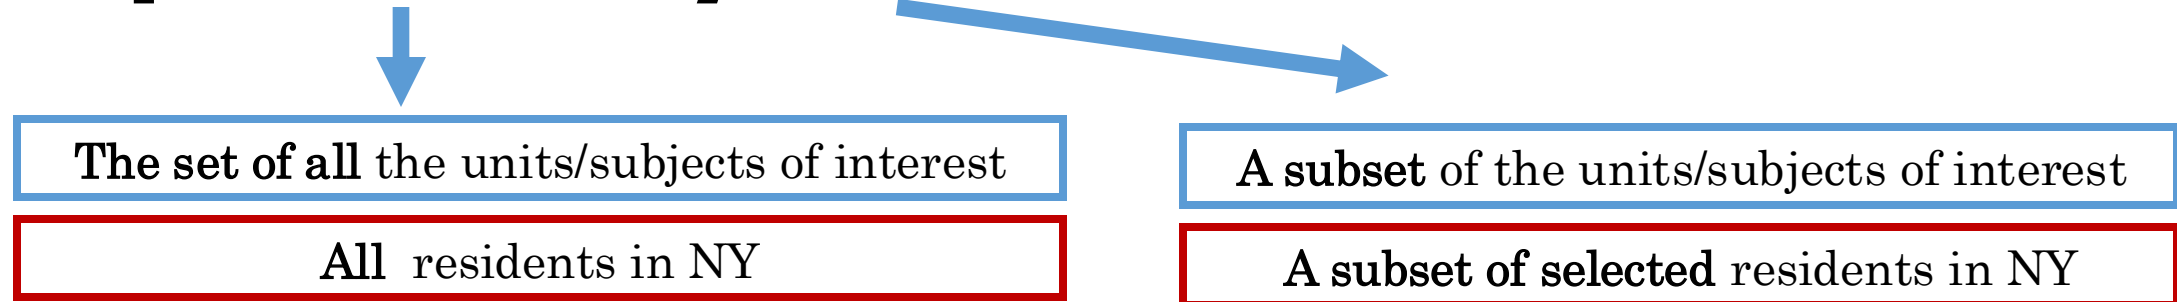 The set of all the units/subjects of interest
All residents in NY
A subset of the units/subjects of interest
A subset of selected residents in NY